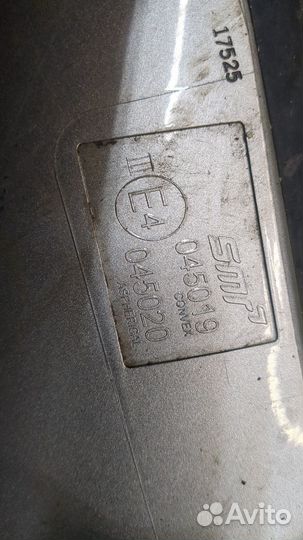 17525
SMR
045019
CONVEX
II E4
045020
ASPHERICAL
Avito